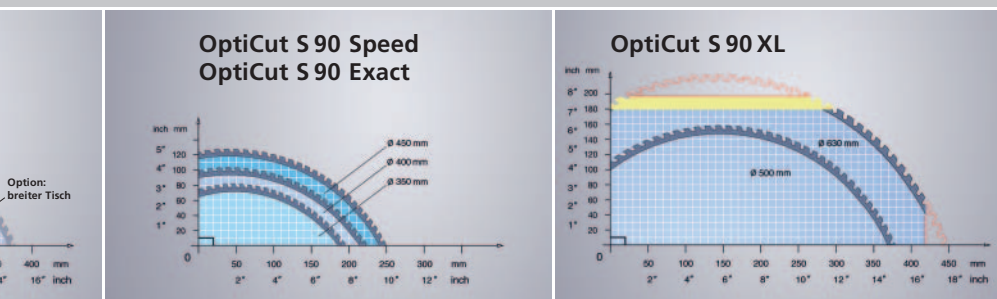 Option:
breiter Tisch
400 mm
16" inch
OptiCut S 90 Speed
OptiCut S 90 Exact
inch mm
5"
4" 120
3" 100
2" 80
1" 60
40
20
0
50 100 150 200 250 300 mm
2" 4" 6" 8" 10" 12" inch
Ø 450 mm
Ø 400 mm
Ø 350 mm
OptiCut S 90 XL
inch mm
8" 200
7" 180
6" 160
5" 140
4" 120
3" 100
2" 80
1" 60
40
20
0
50 100 150 200 250 300 350 400 450 mm
2" 4" 6" 8" 10" 12" 14" 16" 18" inch
Ø 630 mm
Ø 500 mm